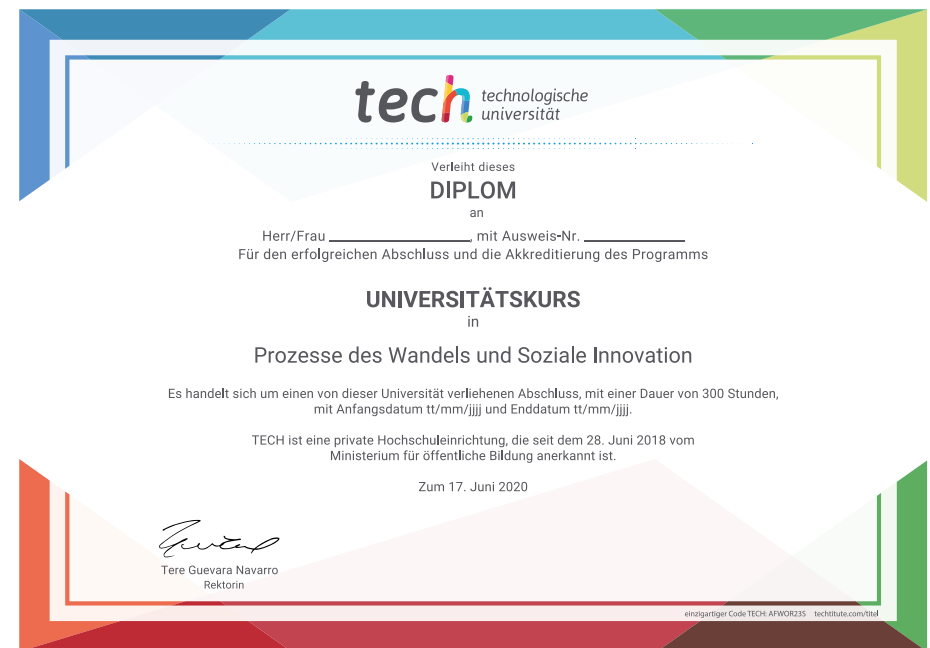 tech technologische
universität
Verleiht dieses
DIPLOM
an
Herr/Frau ____________________, mit Ausweis-Nr. ______________
Für den erfolgreichen Abschluss und die Akkreditierung des Programms
UNIVERSITÄTSKURS
in
Prozesse des Wandels und Soziale Innovation
Es handelt sich um einen von dieser Universität verliehenen Abschluss, mit einer Dauer von 300 Stunden,
mit Anfangsdatum tt/mm/jjjj und Enddatum tt/mm/jjjj.
TECH ist eine private Hochschuleinrichtung, die seit dem 28. Juni 2018 vom
Ministerium für öffentliche Bildung anerkannt ist.
Zum 17. Juni 2020
Tere Guevara Navarro
Rektorin
einzigartiger Code TECH: AFWOR23S techtitute.com/titel